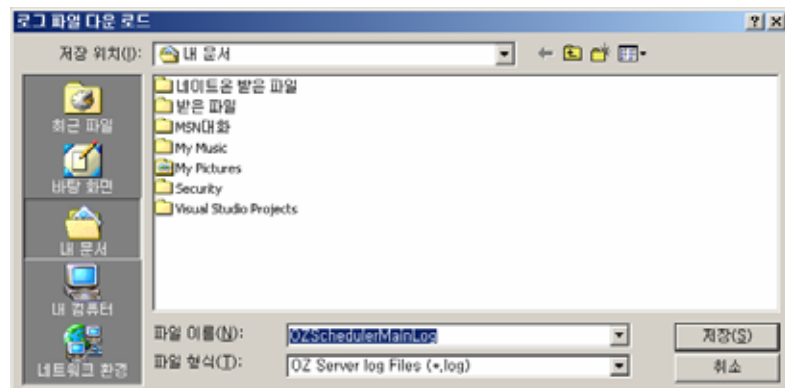 로그 파일 다운 로드
저장 위치(I):
내 문서
최근 파일
바탕 화면
내 문서
내 컴퓨터
네트워크 환경
네이트온 받은 파일
받은 파일
MSN대화
My Music
My Pictures
Security
Visual Studio Projects
파일 이름(N):
OZSchedulerMainLog
저장(S)
파일 형식(T):
OZ Server log Files (*.log)
취소